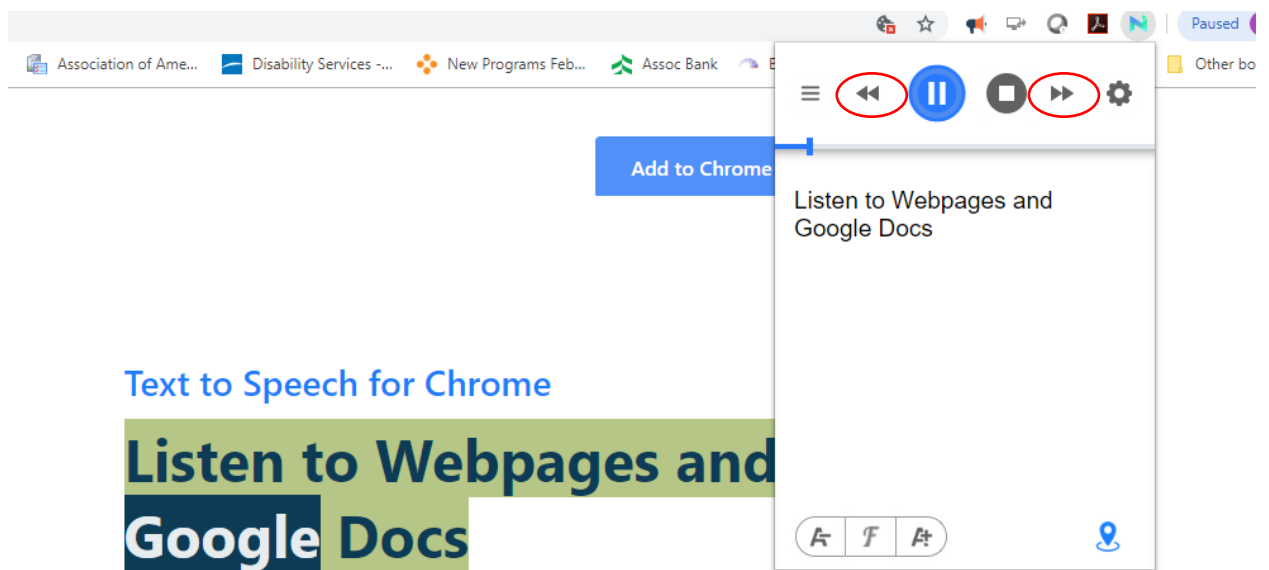 Paused
Association of Ame...
Disability Services -...
New Programs Feb...
Assoc Bank
Other bo
Add to Chrome
Listen to Webpages and
Google Docs
Text to Speech for Chrome
Listen to Webpages and
Google Docs
A-
F
A+